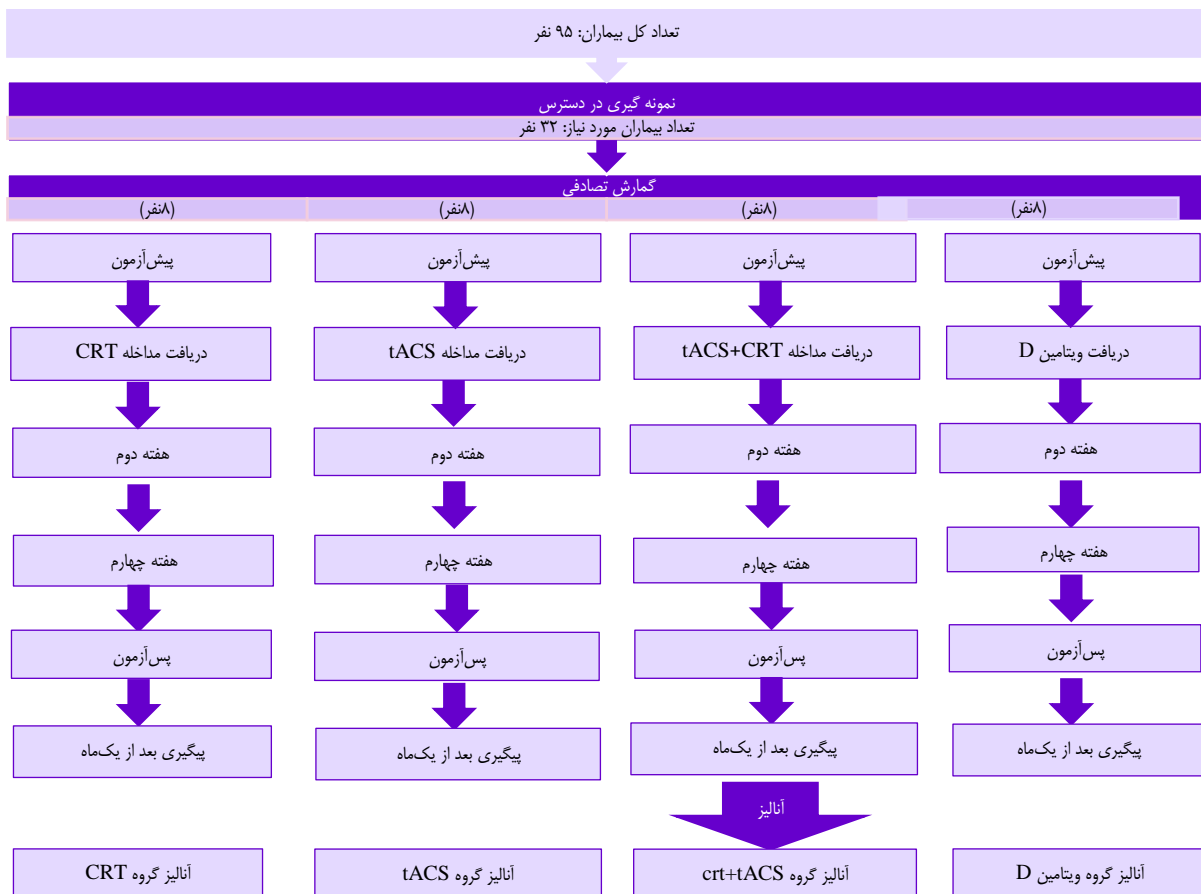 تعداد کل بیماران: ۹۵ نفر
نمونه گیری در دسترس
تعداد بیماران مورد نیاز: ۳۲ نفر
گمارش تصادفی
(۸نفر) (۸نفر) (۸نفر) (۸نفر)
پیش‌آزمون پیش‌آزمون پیش‌آزمون پیش‌آزمون
دریافت ویتامین D دریافت مداخله tACS+CRT دریافت مداخله tACS دریافت مداخله CRT
هفته دوم هفته دوم هفته دوم هفته دوم
هفته چهارم هفته چهارم هفته چهارم هفته چهارم
پس‌آزمون پس‌آزمون پس‌آزمون پس‌آزمون
پیگیری بعد از یک‌ماه پیگیری بعد از یک‌ماه پیگیری بعد از یک‌ماه پیگیری بعد از یک‌ماه
آنالیز
آنالیز گروه ویتامین D آنالیز گروه crt+tACS آنالیز گروه tACS آنالیز گروه CRT